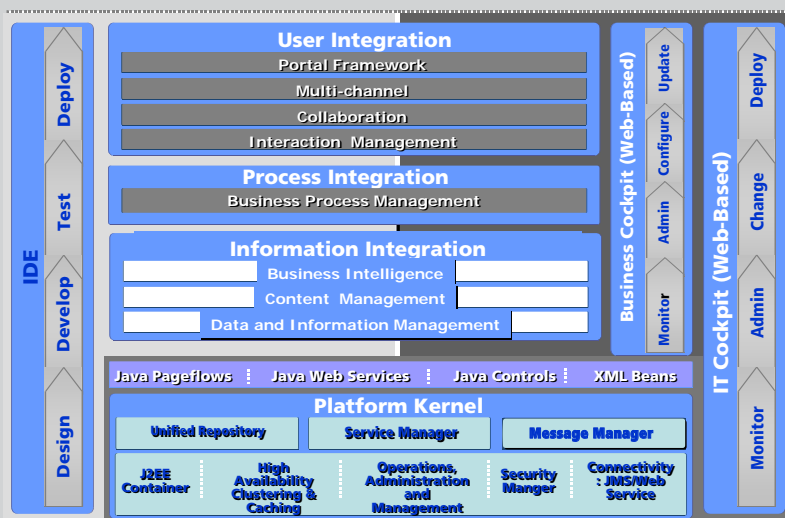 IDE
Deploy
Test
Develop
Design
User Integration
Portal Framework
Multi-channel
Collaboration
Interaction Management
Process Integration
Business Process Management
Information Integration
Business Intelligence
Content Management
Data and Information Management
Business Cockpit (Web-Based)
Update
Configure
Admin
Monitor
IT Cockpit (Web-Based)
Deploy
Change
Admin
Monitor
Java Pageflows
Java Web Services
Java Controls
XML Beans
Platform Kernel
Unified Repository
Service Manager
Message Manager
J2EE
Container
High
Availability
Clustering &
Caching
Operations,
Administration
and
Management
Security
Manger
Connectivity
: JMS/Web
Service